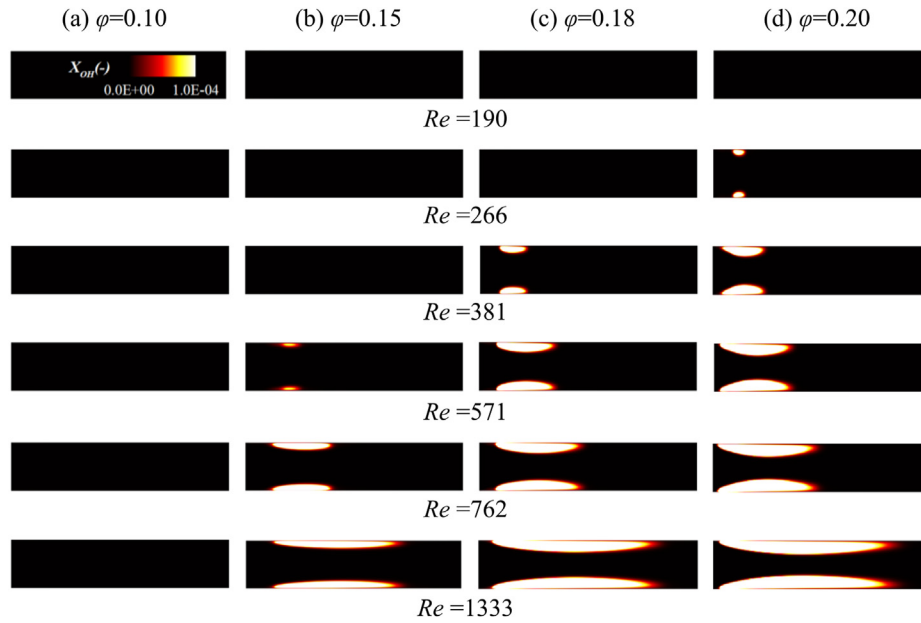 (a) φ=0.10 (b) φ=0.15 (c) φ=0.18 (d) φ=0.20
X_OH(-)
0.0E+00 1.0E-04
Re =190
Re =266
Re =381
Re =571
Re =762
Re =1333